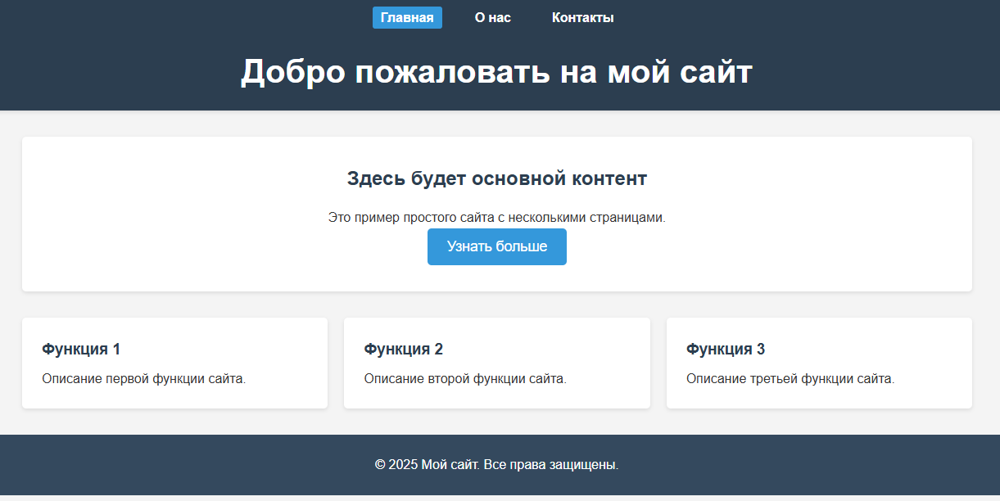 Главная О нас Контакты
Добро пожаловать на мой сайт
Здесь будет основной контент
Это пример простого сайта с несколькими страницами.
Узнать больше
Функция 1
Описание первой функции сайта.
Функция 2
Описание второй функции сайта.
Функция 3
Описание третьей функции сайта.
© 2025 Мой сайт. Все права защищены.